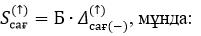 S_{сағ}^{(↑)} = Б · Δ_{сағ(−)}^{(↑)}, мұнда: